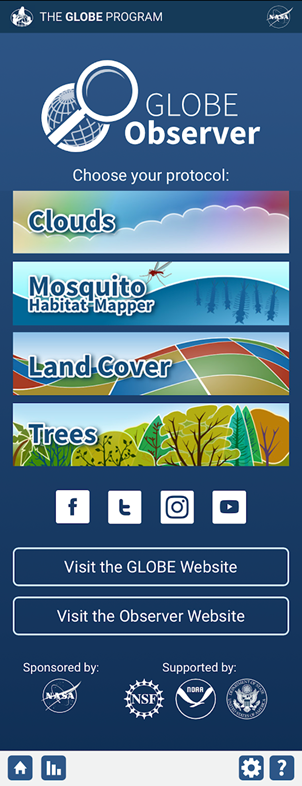 THE GLOBE PROGRAM
NASA
GLOBE
Observer
Choose your protocol:
Clouds
Mosquito
Habitat Mapper
Land Cover
Trees
Visit the GLOBE Website
Visit the Observer Website
Sponsored by:
Supported by:
NASA
NSF
NOAA
?